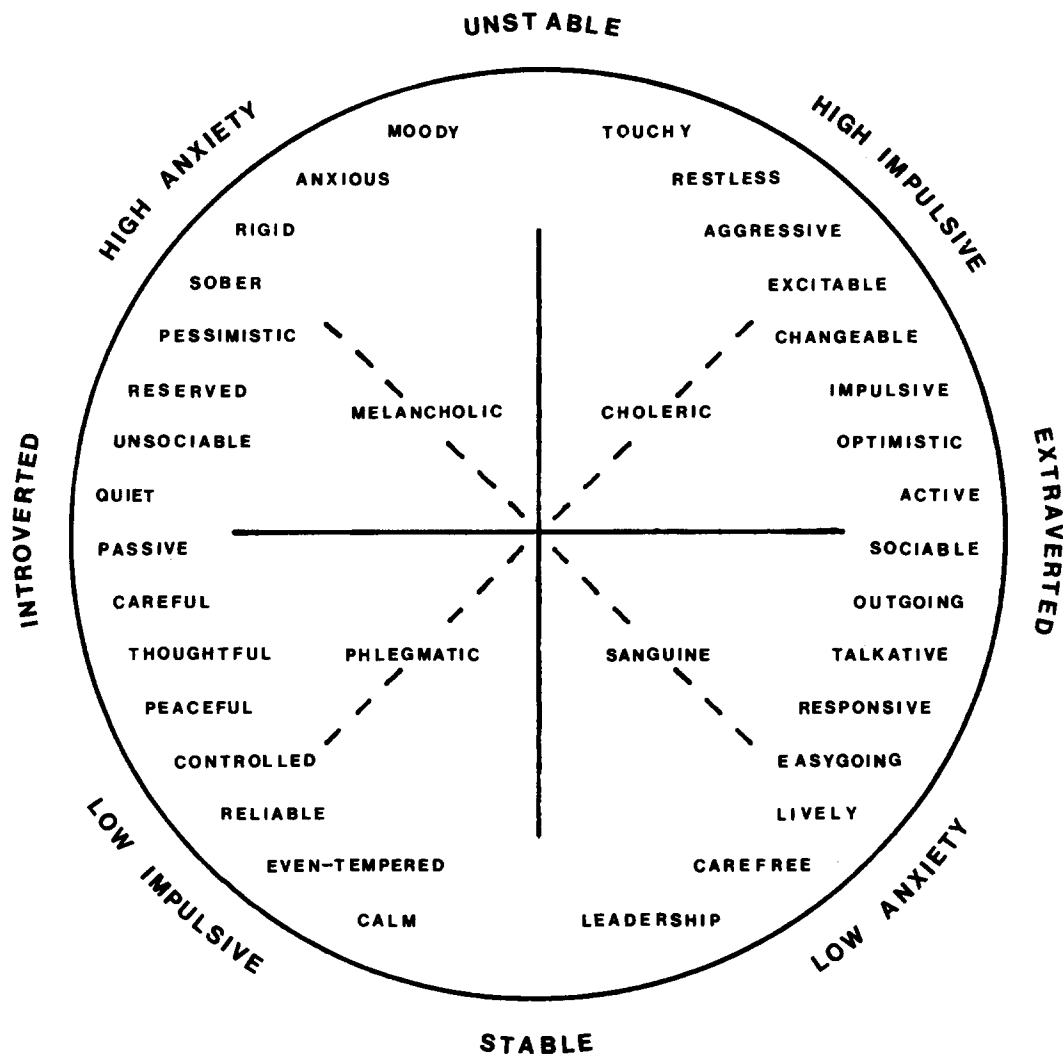 UNSTABLE
HIGH ANXIETY
HIGH IMPULSIVE
MOODY
TOUCHY
ANXIOUS
RESTLESS
RIGID
AGGRESSIVE
SOBER
EXCITABLE
PESSIMISTIC
CHANGEABLE
RESERVED
IMPULSIVE
MELANCHOLIC
CHOLERIC
UNSOCIABLE
OPTIMISTIC
QUIET
ACTIVE
INTROVERTED
EXTRAVERTED
PASSIVE
SOCIABLE
CAREFUL
OUTGOING
THOUGHTFUL
PHLEGMATIC
SANGUINE
TALKATIVE
PEACEFUL
RESPONSIVE
CONTROLLED
EASYGOING
RELIABLE
LIVELY
EVEN-TEMPERED
CAREFREE
CALM
LEADERSHIP
LOW IMPULSIVE
LOW ANXIETY
STABLE